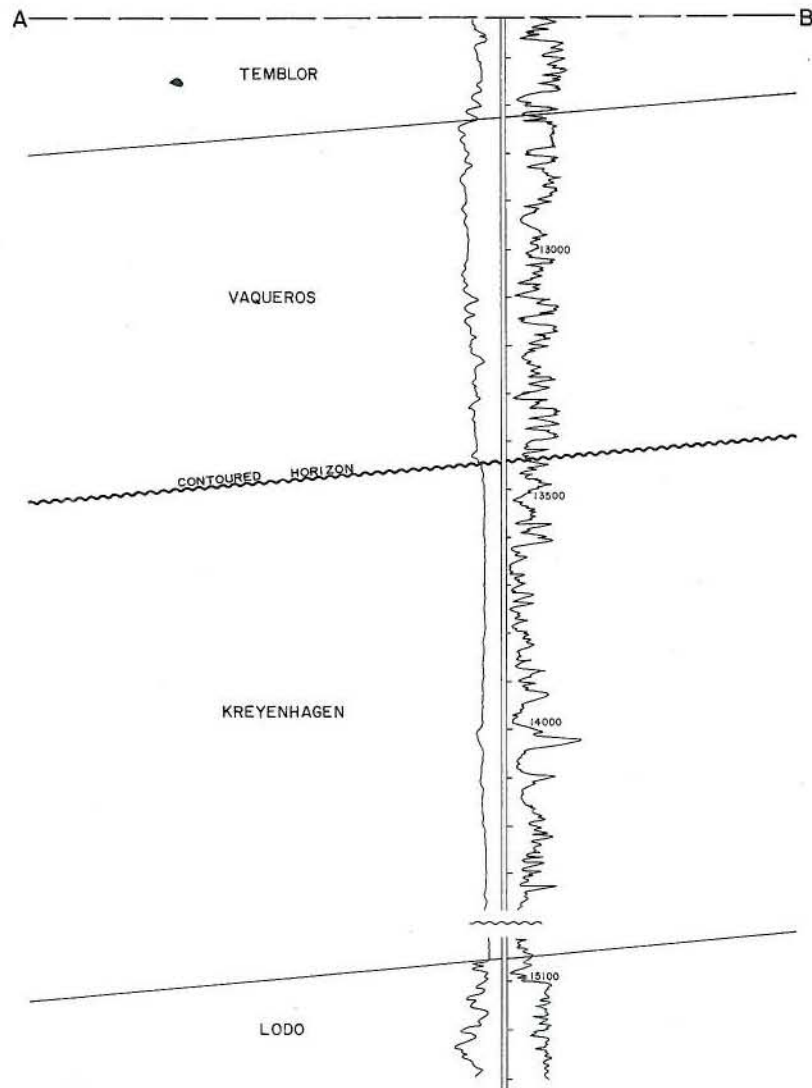 A B
TEMBLOR
13000
VAQUEROS
CONTOURED HORIZON
13500
KREYENHAGEN
14000
15100
LODO